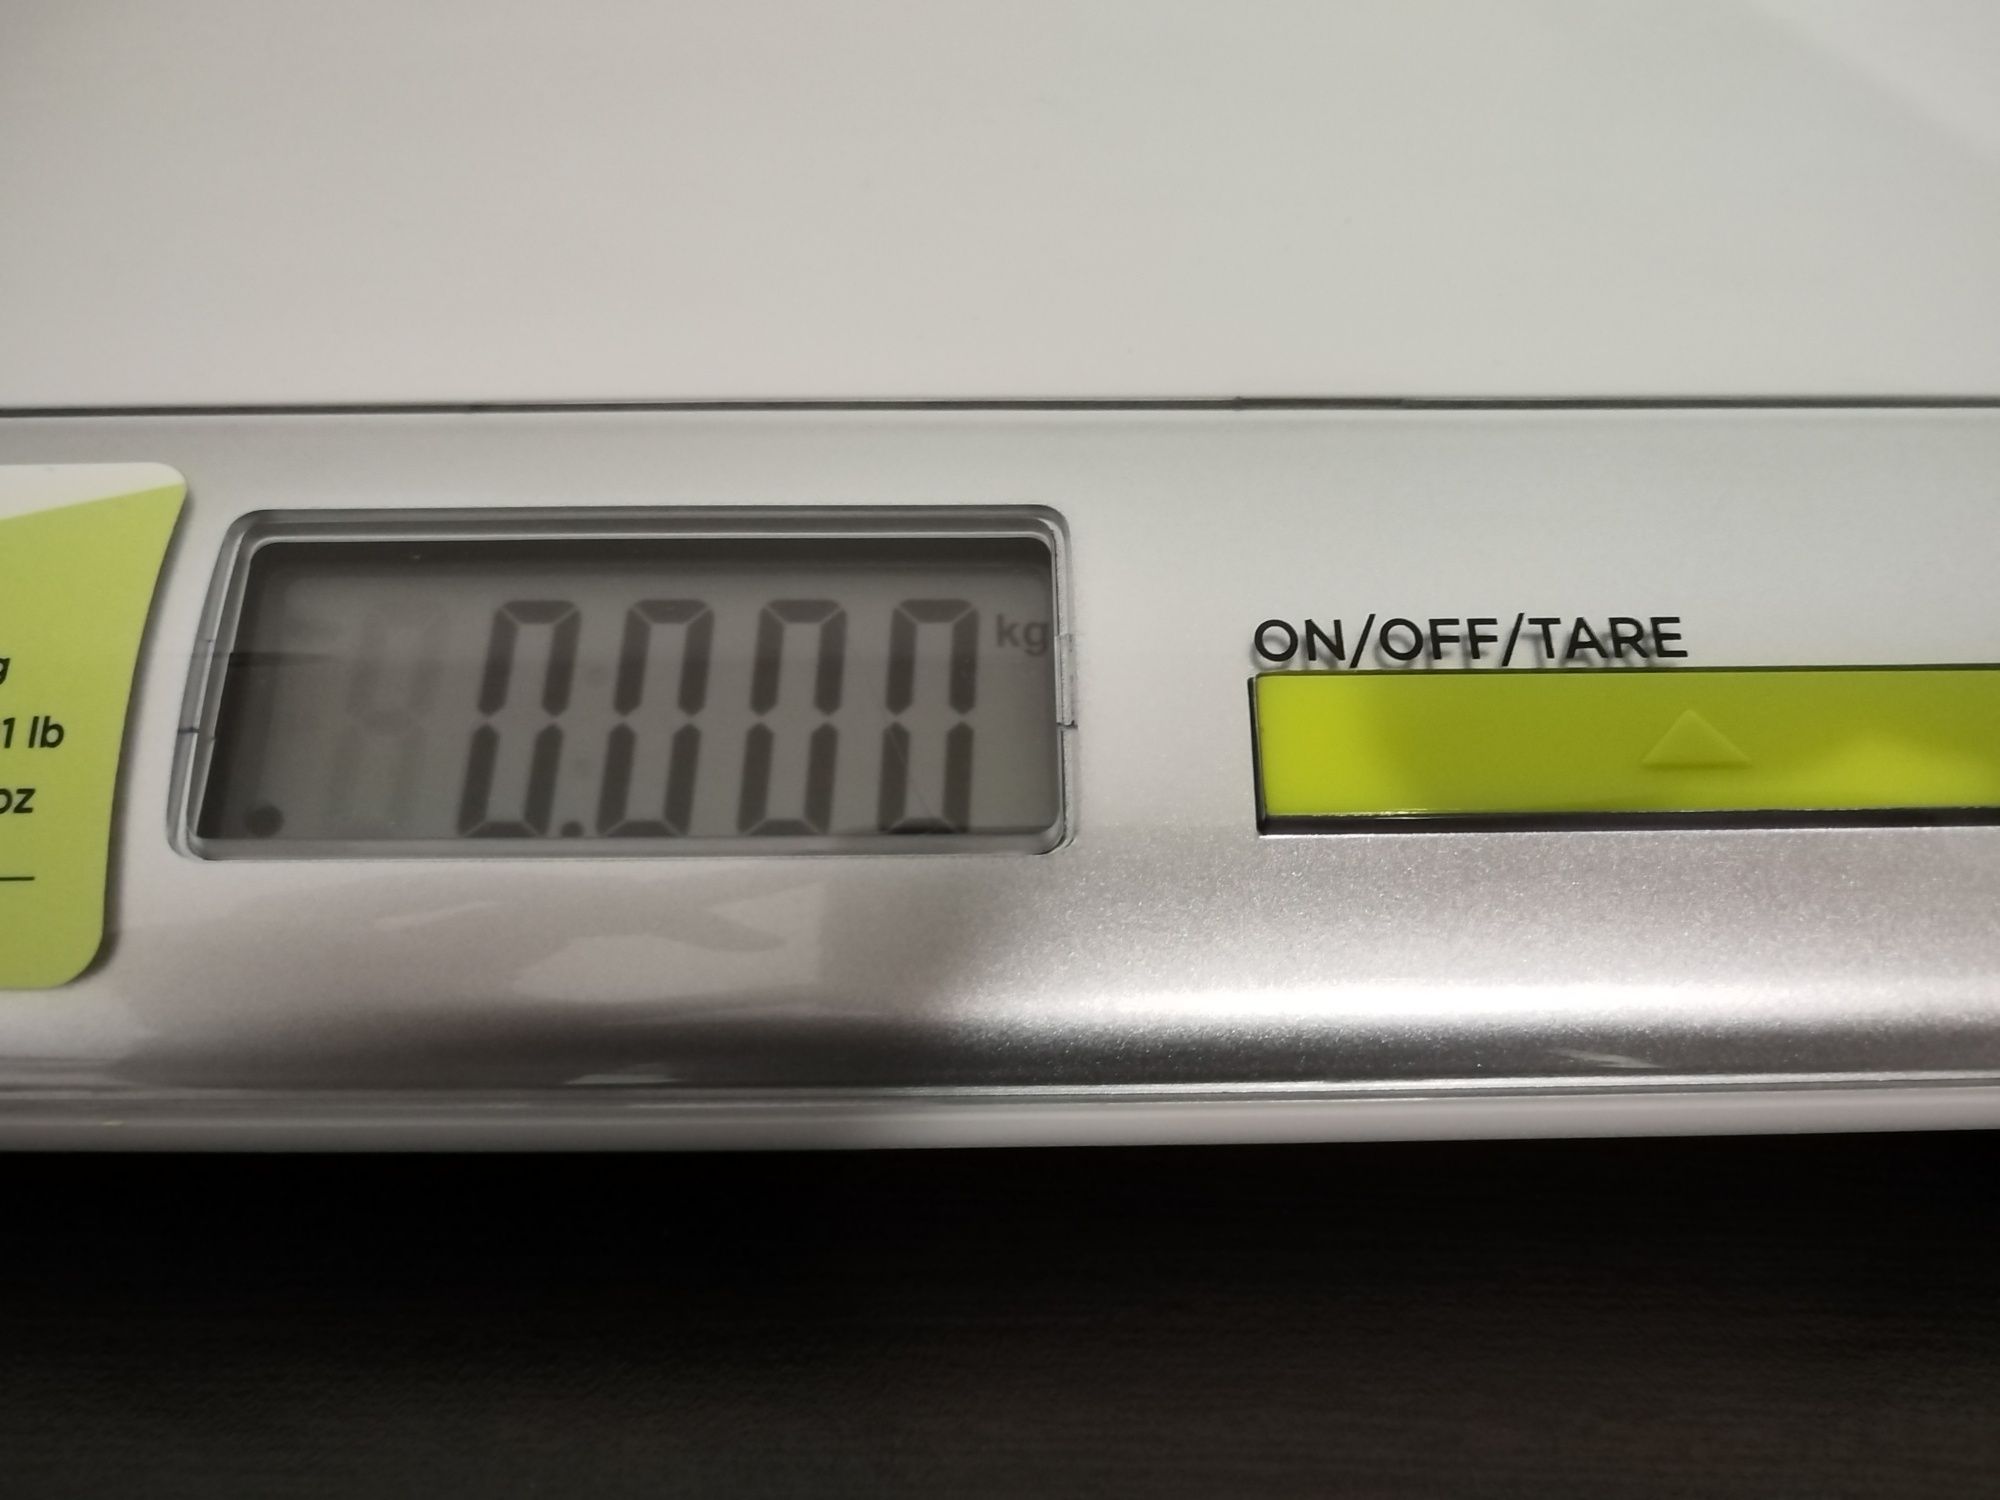 g
1 lb
oz
0.000 kg
ON/OFF/TARE